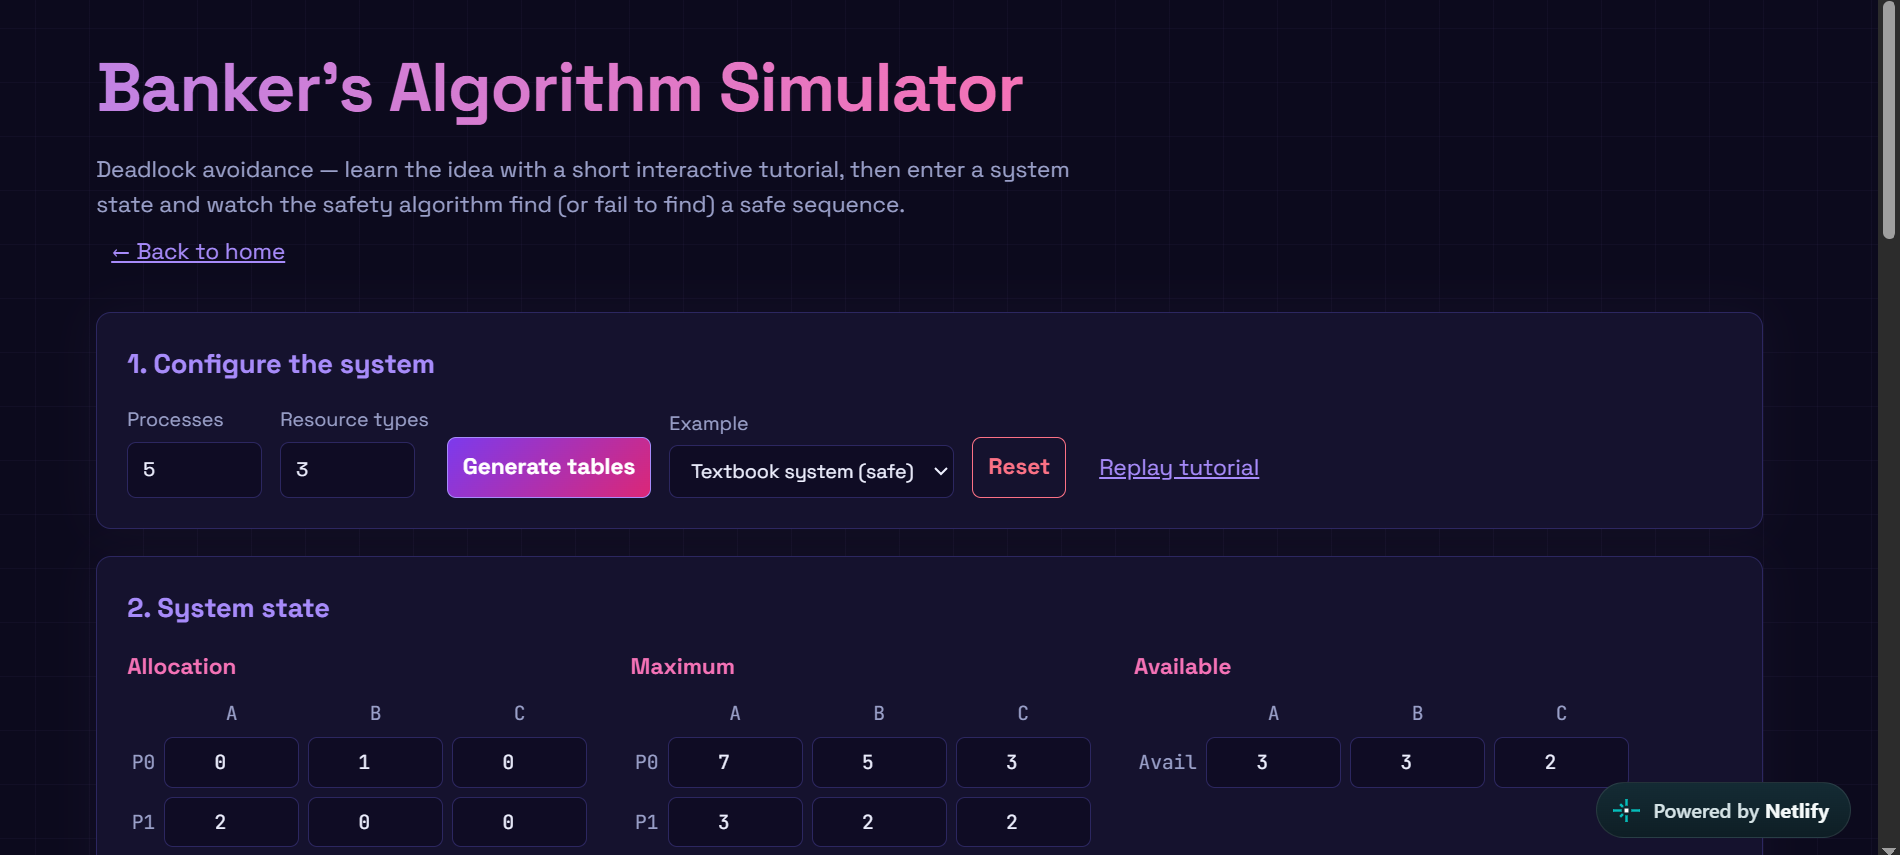 Banker’s Algorithm Simulator
Deadlock avoidance — learn the idea with a short interactive tutorial, then enter a system
state and watch the safety algorithm find (or fail to find) a safe sequence.
← Back to home
1. Configure the system
Processes Resource types Example
5 3 Generate tables Textbook system (safe) Reset Replay tutorial
2. System state
Allocation Maximum Available
A B C A B C A B C
P0 0 1 0 P0 7 5 3 Avail 3 3 2
P1 2 0 0 P1 3 2 2
Powered by Netlify